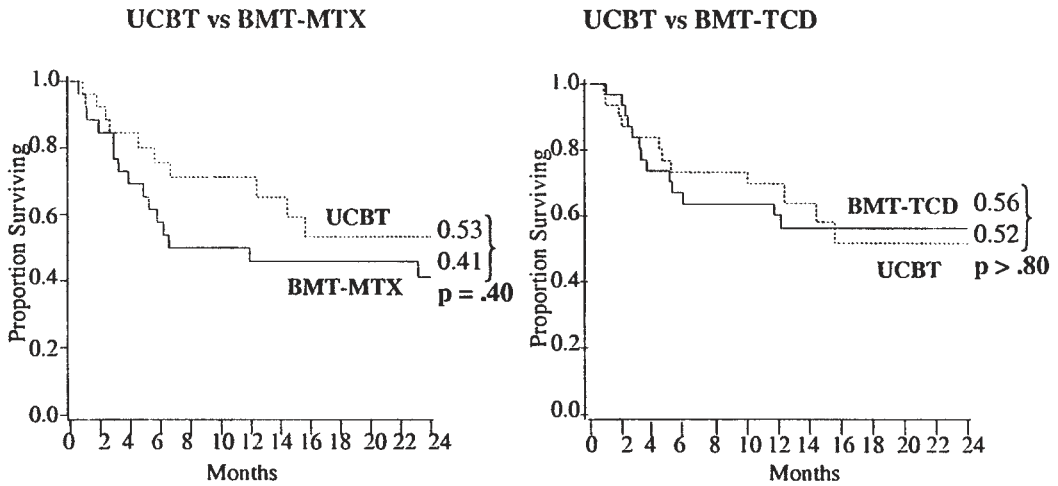 UCBT vs BMT-MTX
1.0
0.8
0.6
0.4
0.2
0.0
Proportion Surviving
UCBT
0.53
0.41
BMT-MTX
p = .40
0 2 4 6 8 10 12 14 16 18 20 22 24
Months
UCBT vs BMT-TCD
1.0
0.8
0.6
0.4
0.2
0.0
Proportion Surviving
BMT-TCD 0.56
0.52
UCBT
p > .80
0 2 4 6 10 12 14 16 18 20 22 24
Months